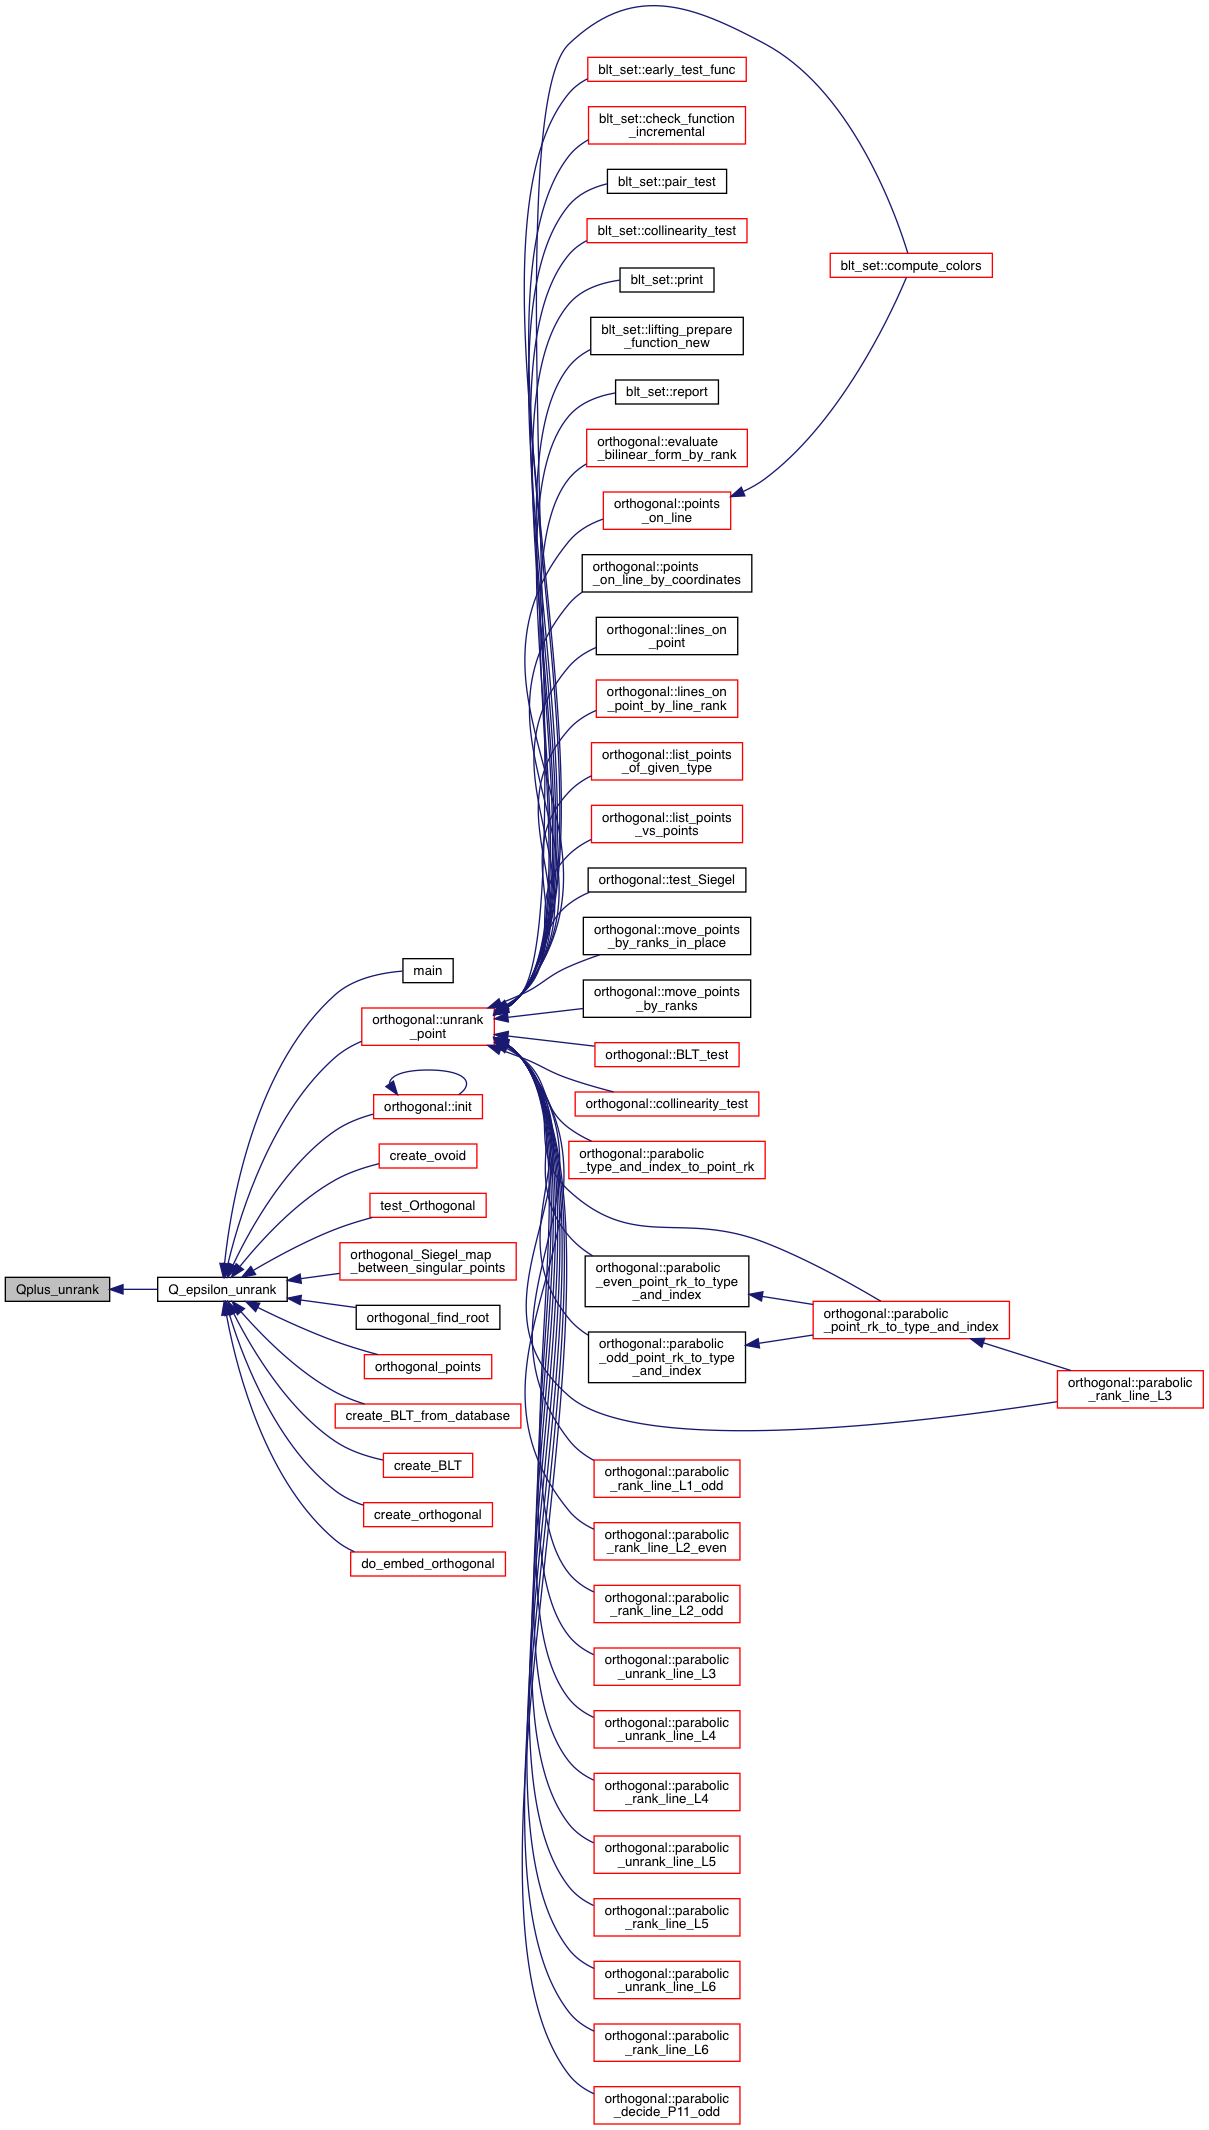 blt_set::early_test_func
blt_set::check_function
_incremental
blt_set::pair_test
blt_set::collinearity_test
blt_set::compute_colors
blt_set::print
blt_set::lifting_prepare
_function_new
blt_set::report
orthogonal::evaluate
_bilinear_form_by_rank
orthogonal::points
_on_line
orthogonal::points
_on_line_by_coordinates
orthogonal::lines_on
_point
orthogonal::lines_on
_point_by_line_rank
orthogonal::list_points
_of_given_type
orthogonal::list_points
_vs_points
orthogonal::test_Siegel
orthogonal::move_points
_by_ranks_in_place
main
orthogonal::move_points
_by_ranks
orthogonal::unrank
_point
orthogonal::BLT_test
orthogonal::init
orthogonal::collinearity_test
create_ovoid
orthogonal::parabolic
_type_and_index_to_point_rk
test_Orthogonal
orthogonal_Siegel_map
_between_singular_points
Qplus_unrank
Q_epsilon_unrank
orthogonal::parabolic
_even_point_rk_to_type
_and_index
orthogonal_find_root
orthogonal::parabolic
_point_rk_to_type_and_index
orthogonal::parabolic
_odd_point_rk_to_type
_and_index
orthogonal_points
orthogonal::parabolic
_rank_line_L3
create_BLT_from_database
create_BLT
orthogonal::parabolic
_rank_line_L1_odd
create_orthogonal
orthogonal::parabolic
_rank_line_L2_even
do_embed_orthogonal
orthogonal::parabolic
_rank_line_L2_odd
orthogonal::parabolic
_unrank_line_L3
orthogonal::parabolic
_unrank_line_L4
orthogonal::parabolic
_rank_line_L4
orthogonal::parabolic
_unrank_line_L5
orthogonal::parabolic
_rank_line_L5
orthogonal::parabolic
_unrank_line_L6
orthogonal::parabolic
_rank_line_L6
orthogonal::parabolic
_decide_P11_odd